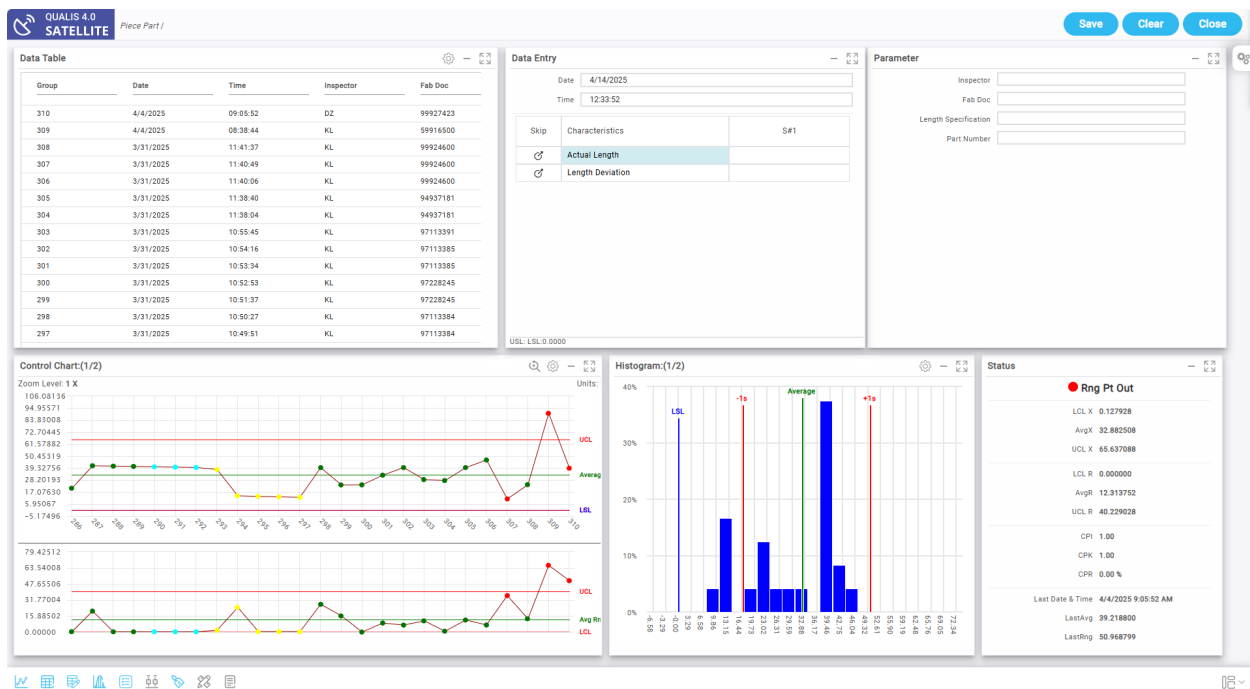 QUALIS 4.0
SATELLITE
Piece Part /
Save Clear Close
Data Table
Group Date Time Inspector Fab Doc
310 4/4/2025 09:05:52 DZ 99927423
309 4/4/2025 08:38:44 KL 59916500
308 3/31/2025 11:41:37 KL 99924600
307 3/31/2025 11:40:49 KL 99924600
306 3/31/2025 11:40:06 KL 99924600
305 3/31/2025 11:38:40 KL 94937181
304 3/31/2025 11:38:04 KL 94937181
303 3/31/2025 10:55:45 KL 97113391
302 3/31/2025 10:54:16 KL 97113385
301 3/31/2025 10:53:34 KL 97113385
300 3/31/2025 10:52:53 KL 97228245
299 3/31/2025 10:51:37 KL 97228245
298 3/31/2025 10:50:27 KL 97113384
297 3/31/2025 10:49:51 KL 97113384
Data Entry
Date 4/14/2025
Time 12:33:52
Skip Characteristics S#1
Actual Length
Length Deviation
USL: LSL:0.0000
Parameter
Inspector
Fab Doc
Length Specification
Part Number
Control Chart:(1/2)
Zoom Level: 1 X Units:
106.08136
94.95571
83.83008
72.70445
61.57882
50.45319
39.32756
28.20193
17.07630
5.95067
-5.17496
UCL
Averag
LSL
286 287 288 289 290 291 292 293 294 295 296 297 298 299 300 301 302 303 304 305 306 307 308 309 310
79.42512
63.54008
47.65506
31.77004
15.88502
0.00000
UCL
Avg Rn
LCL
Histogram:(1/2)
40%
30%
20%
10%
0%
LSL
-1s
Average
+1s
-6.58 -3.29 -0.00 3.29 6.58 9.86 13.15 16.44 19.73 23.02 26.31 29.59 32.88 36.17 39.46 42.75 46.04 49.32 52.61 55.90 59.19 62.48 65.76 69.05 72.34
Status
Rng Pt Out
LCL X 0.127928
AvgX 32.882508
UCL X 65.637088
LCL R 0.000000
AvgR 12.313752
UCL R 40.229028
CPI 1.00
CPK 1.00
CPR 0.00 %
Last Date & Time 4/4/2025 9:05:52 AM
LastAvg 39.218800
LastRng 50.968799